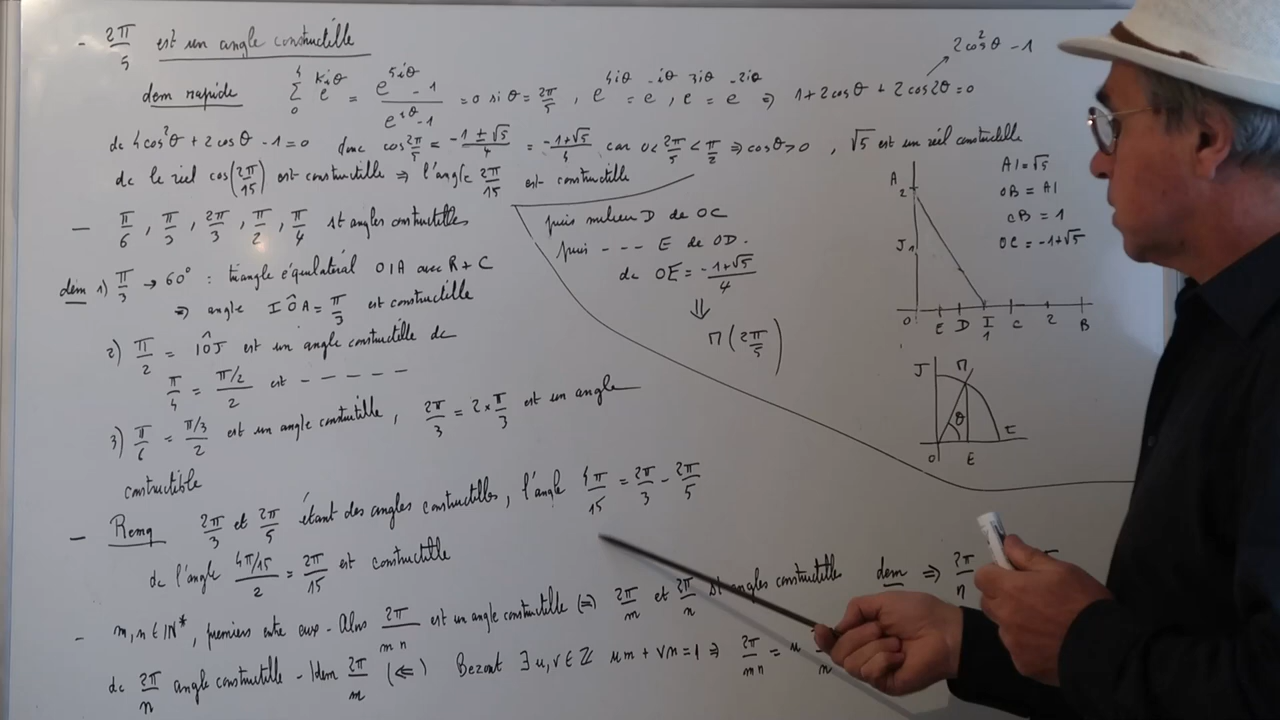 - 2π/5 est un angle constructible
dem rapide Σ_0^4 e^{kiθ} = (e^{5iθ} - 1)/(e^{iθ} - 1) = 0 si θ = 2π/5 , e^{4iθ} = e^{-iθ} , e^{3iθ} = e^{-2iθ} ⇒ 1 + 2cosθ + 2cos2θ = 0
2cos²θ - 1
dc 4cos²θ + 2cosθ - 1 = 0 donc cos 2π/5 = (-1 ± √5)/4 = (-1+√5)/4 car 0 < 2π/5 < π/2 ⇒ cosθ > 0 , √5 est un réel constructible
dc le réel cos(2π/15) est constructible ⇒ l'angle 2π/15 est constructible
- π/6 , π/3 , 2π/3 , π/2 , π/4 st angles constructibles
dem 1) π/3 → 60° : triangle équilatéral OIA avec R + C
⇒ angle IÔA = π/3 est constructible
2) π/2 = IÔJ est un angle constructible dc
π/4 = (π/2)/2 est - - - - -
3) π/6 = (π/3)/2 est un angle constructible , 2π/3 = 2 × π/3 est un angle
constructible
puis milieu D de OC
puis - - - E de OD.
dc OE = (-1+√5)/4
⇓
M(2π/5)
A
2
J 1
O E D I C 2 B
1
AI = √5
OB = AI
CB = 1
OC = -1+√5
J M
θ
O E I
- Remq 2π/3 et 2π/5 étant des angles constructibles, l'angle 4π/15 = 2π/3 - 2π/5
dc l'angle (4π/15)/2 = 2π/15 est constructible
- m, n ∈ ℕ*, premiers entre eux - Alors 2π/mn est un angle constructible ⇔ 2π/m et 2π/n st angles constructibles dem ⇒ 2π/n
dc 2π/n angle constructible - Idem 2π/m (⇐) Bezout ∃ u, v ∈ ℤ um + vn = 1 ⇒ 2π/mn = u